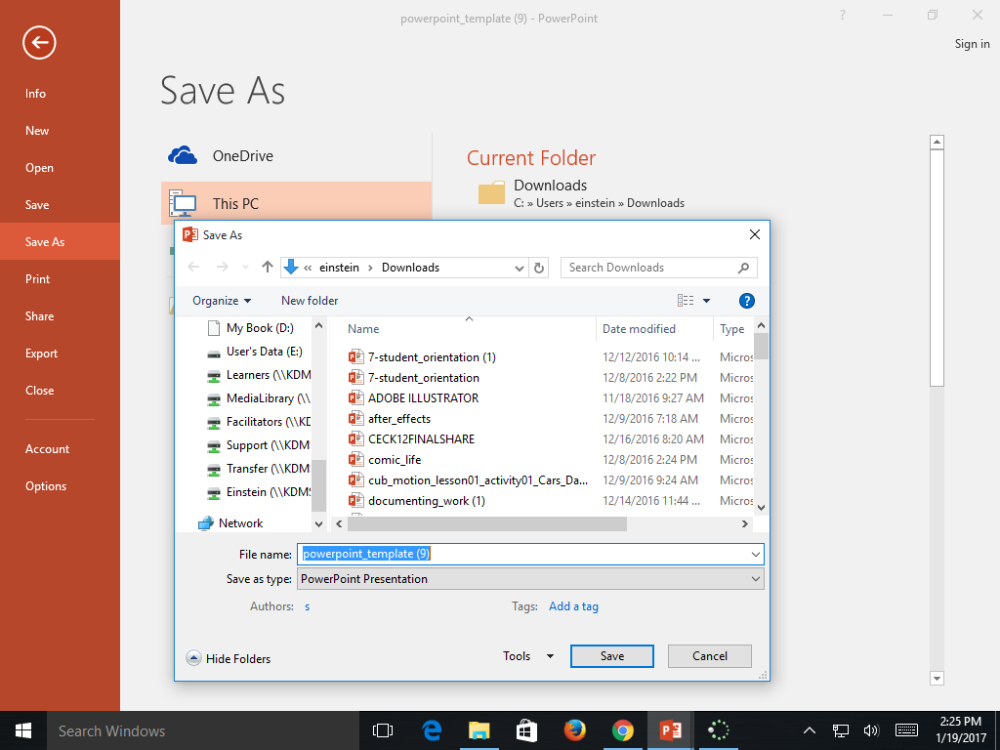 powerpoint_template (9) - PowerPoint
?
Sign in
Info
New
Open
Save
Save As
Print
Share
Export
Close
Account
Options
Save As
OneDrive
This PC
Current Folder
Downloads
C: » Users » einstein » Downloads
Save As
« einstein › Downloads
Search Downloads
Organize
New folder
?
My Book (D:)
User's Data (E:)
Learners (\\KDM
MediaLibrary (\\
Facilitators (\\KD
Support (\\KDM
Transfer (\\KDM
Einstein (\\KDMS
Network
Name Date modified Type
7-student_orientation (1) 12/12/2016 10:14 ... Micros
7-student_orientation 12/8/2016 2:22 PM Micros
ADOBE ILLUSTRATOR 11/18/2016 9:27 AM Micros
after_effects 12/9/2016 7:18 AM Micros
CECK12FINALSHARE 12/16/2016 8:20 AM Micros
comic_life 12/8/2016 2:24 PM Micros
cub_motion_lesson01_activity01_Cars_Da... 12/9/2016 9:24 AM Micros
documenting_work (1) 12/14/2016 11:44 ... Micros
File name: powerpoint_template (9)
Save as type: PowerPoint Presentation
Authors: s
Tags: Add a tag
Hide Folders
Tools
Save
Cancel
Search Windows
2:25 PM
1/19/2017